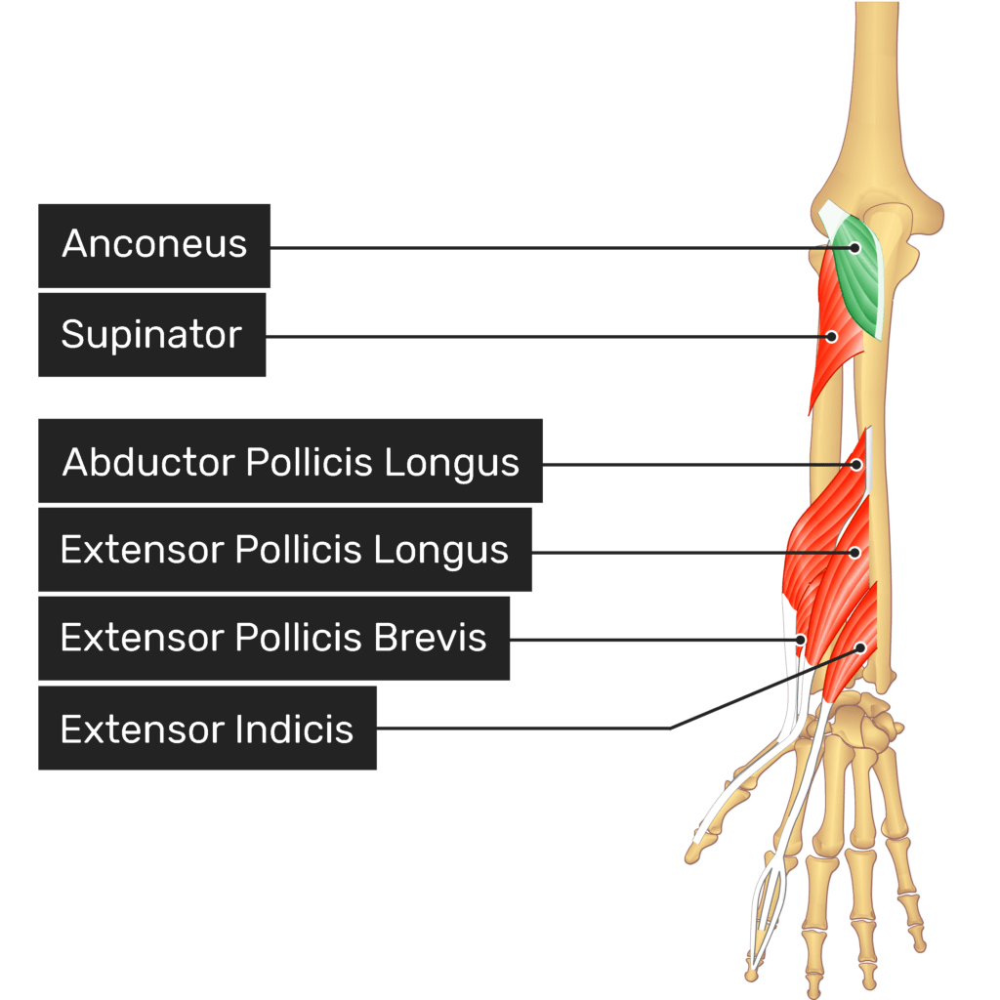 Anconeus
Supinator
Abductor Pollicis Longus
Extensor Pollicis Longus
Extensor Pollicis Brevis
Extensor Indicis